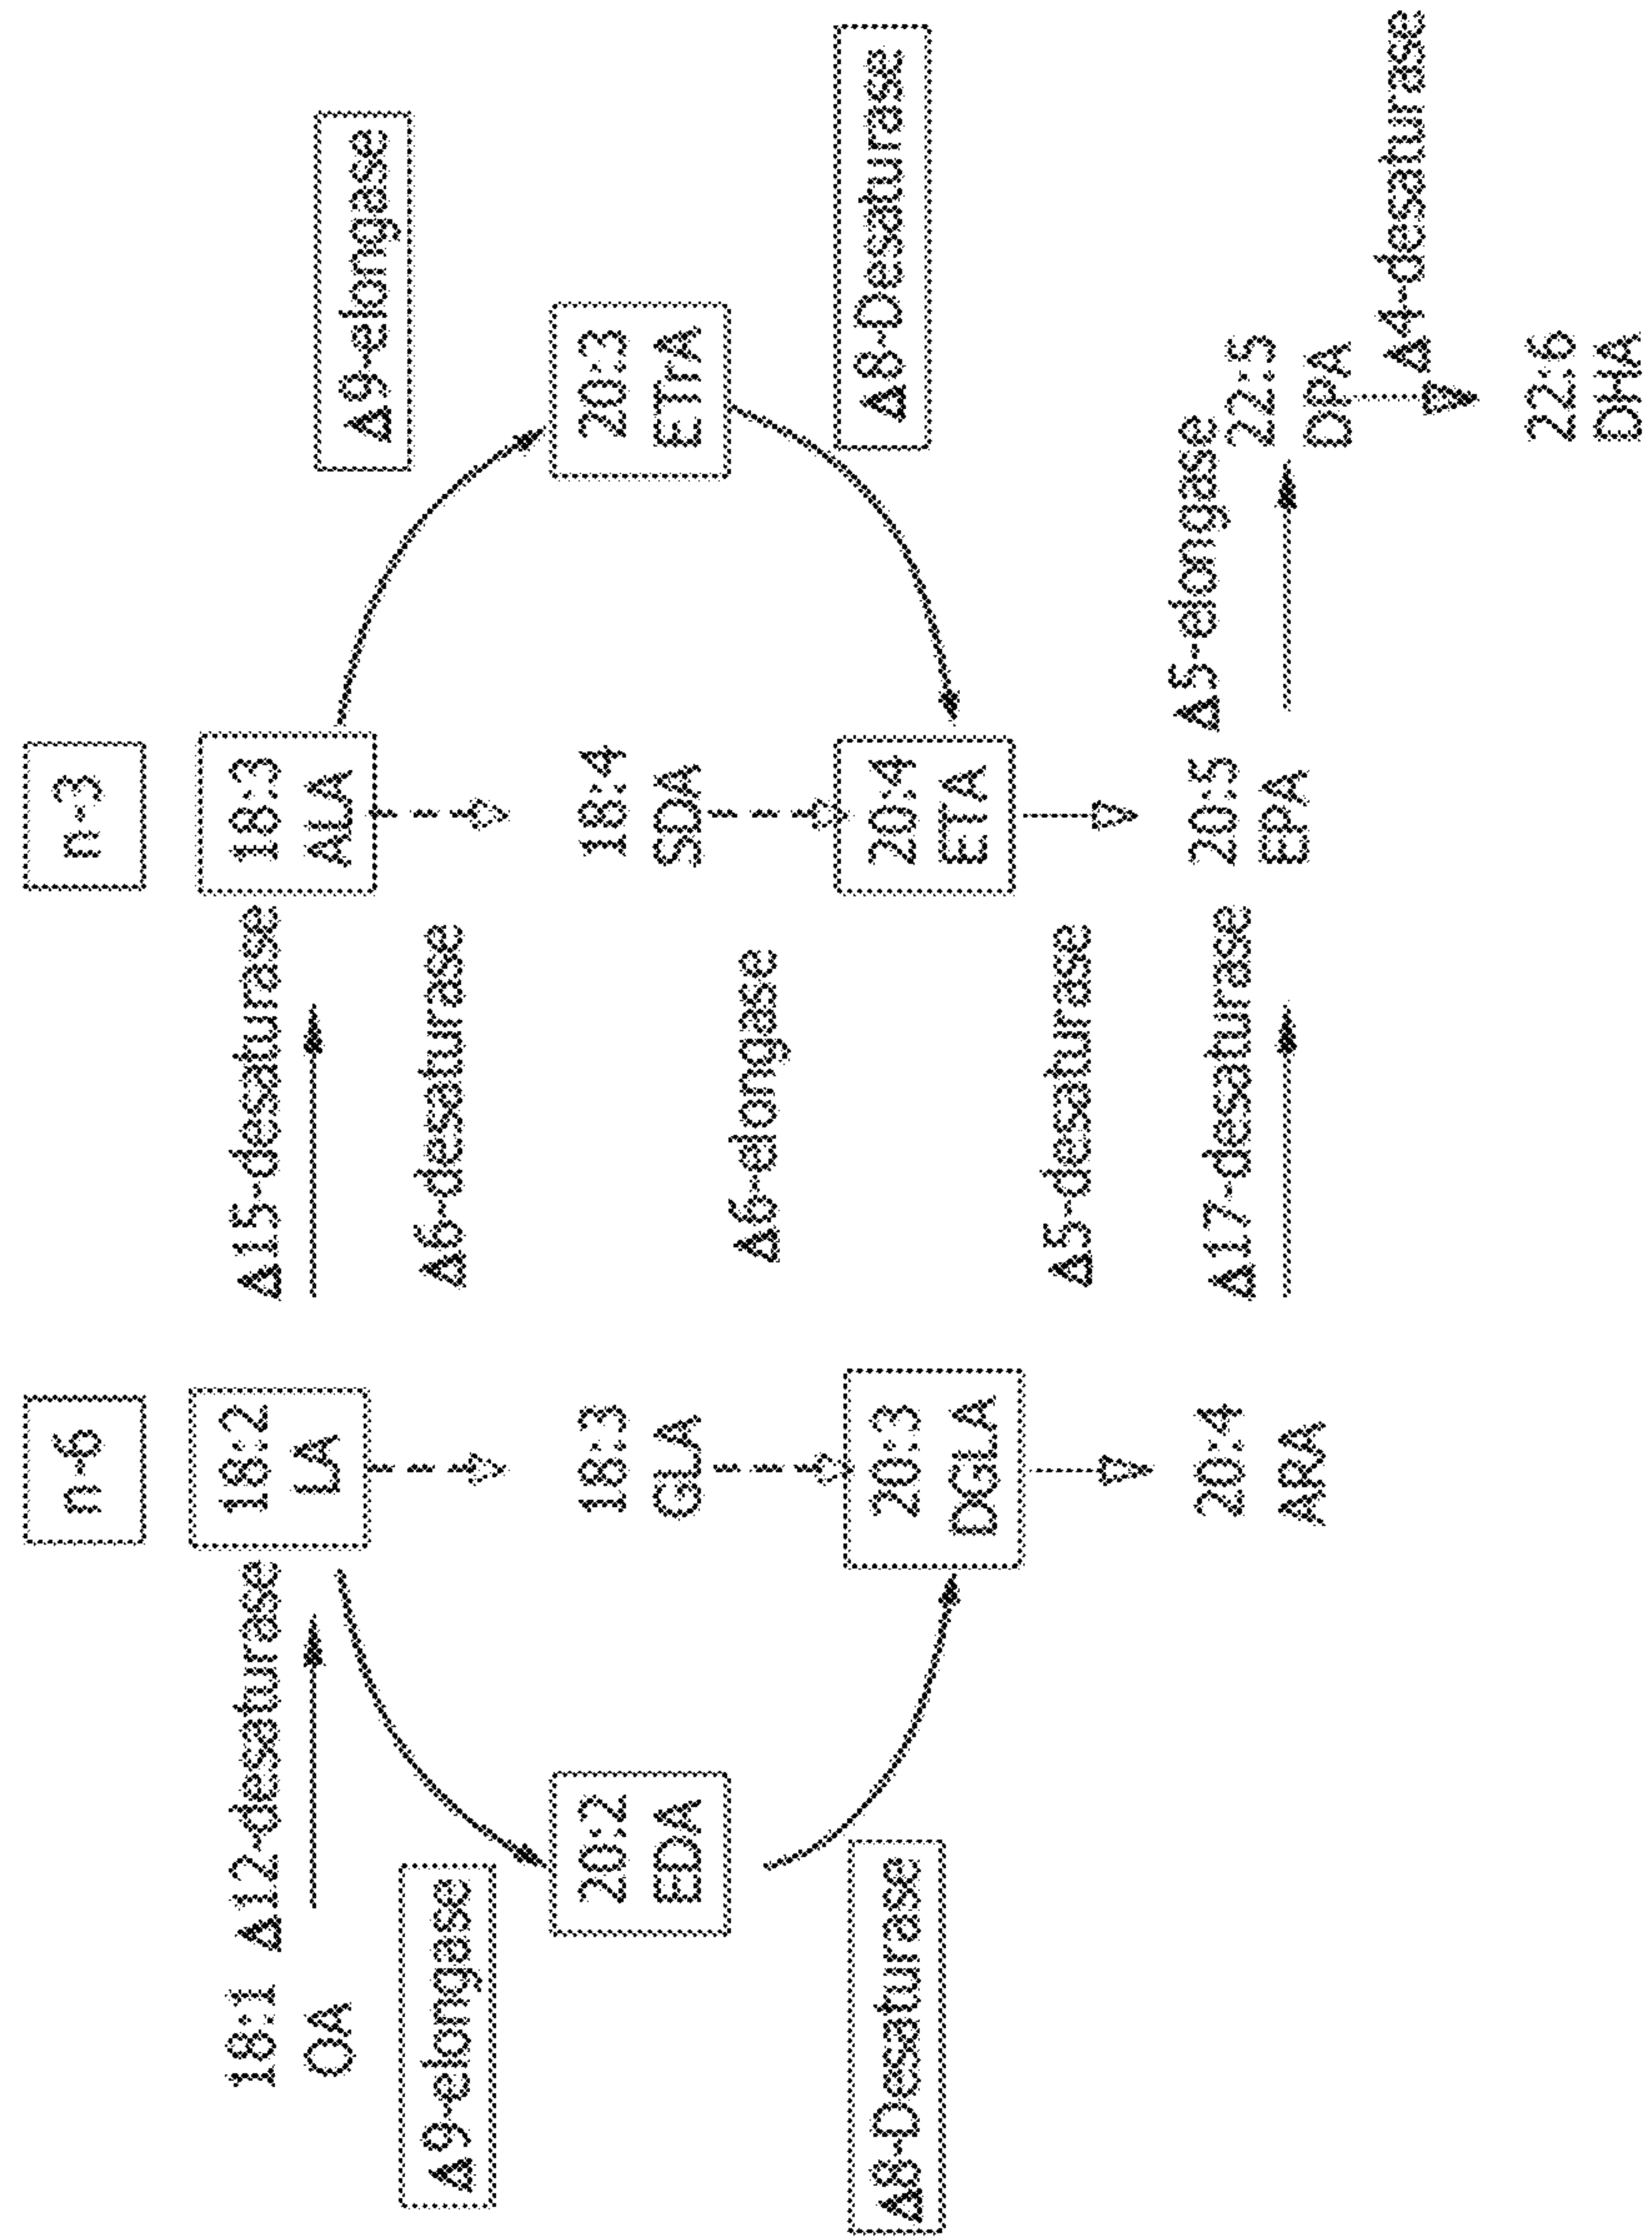 n-6
n-3
18:1
OA
Δ12-desaturase
18:2
LA
Δ15-desaturase
18:3
ALA
Δ9-elongase
Δ9-elongase
Δ6-desaturase
20:2
EDA
18:3
GLA
18:4
SDA
20:3
ETrA
Δ6-elongase
Δ8-Desaturase
Δ8-Desaturase
20:3
DGLA
20:4
ETA
Δ5-desaturase
20:4
ARA
Δ17-desaturase
20:5
EPA
Δ5-elongase
22:5
DPA
Δ4-desaturase
22:6
DHA